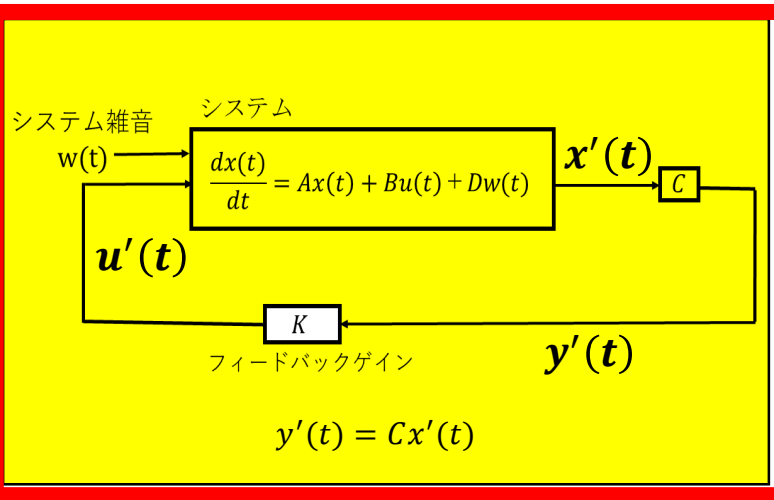 システム
システム雑音
w(t)
dx(t)/dt = Ax(t) + Bu(t) + Dw(t)
x′(t)
C
u′(t)
K
フィードバックゲイン
y′(t)
y′(t) = Cx′(t)